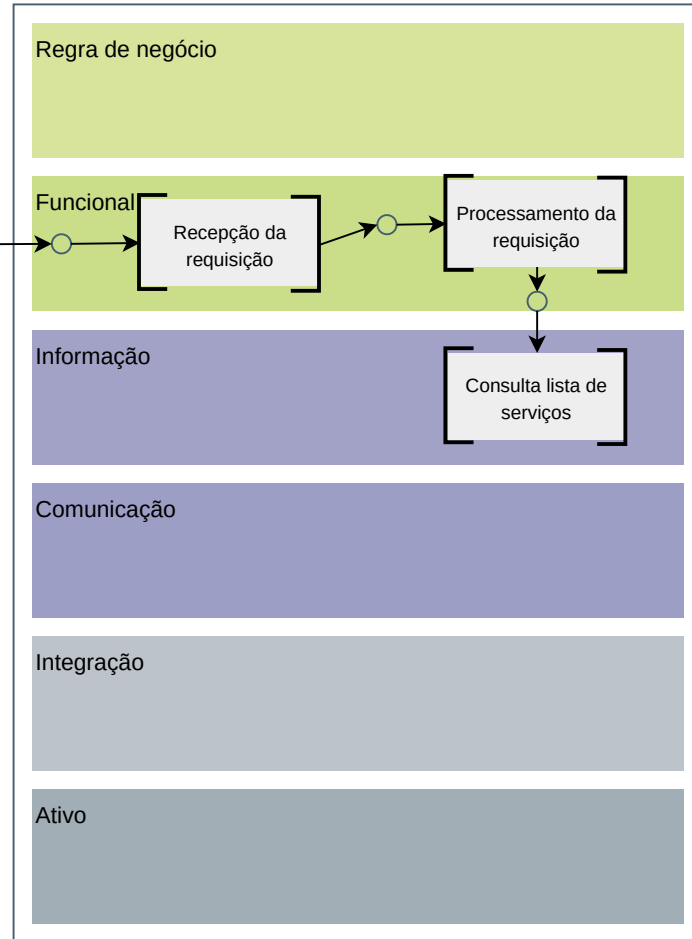 Regra de negócio
Funcional
Recepção da
requisição
Processamento da
requisição
Informação
Consulta lista de
serviços
Comunicação
Integração
Ativo